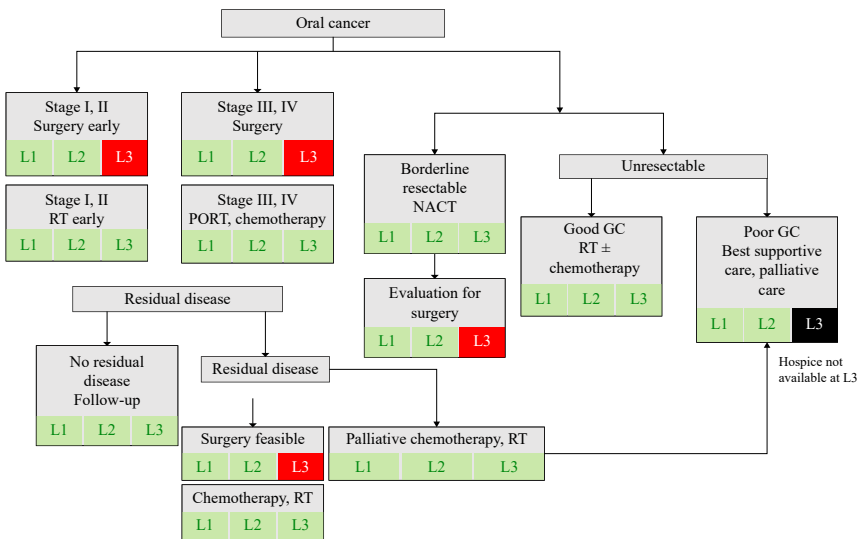 Oral cancer
Stage I, II
Surgery early
L1 L2 L3
Stage I, II
RT early
L1 L2 L3
Stage III, IV
Surgery
L1 L2 L3
Stage III, IV
PORT, chemotherapy
L1 L2 L3
Borderline
resectable
NACT
L1 L2 L3
Evaluation for
surgery
L1 L2 L3
Unresectable
Good GC
RT ±
chemotherapy
L1 L2 L3
Poor GC
Best supportive
care, palliative
care
L1 L2 L3
Hospice not
available at L3
Residual disease
No residual
disease
Follow-up
L1 L2 L3
Residual disease
Surgery feasible
L1 L2 L3
Chemotherapy, RT
L1 L2 L3
Palliative chemotherapy, RT
L1 L2 L3